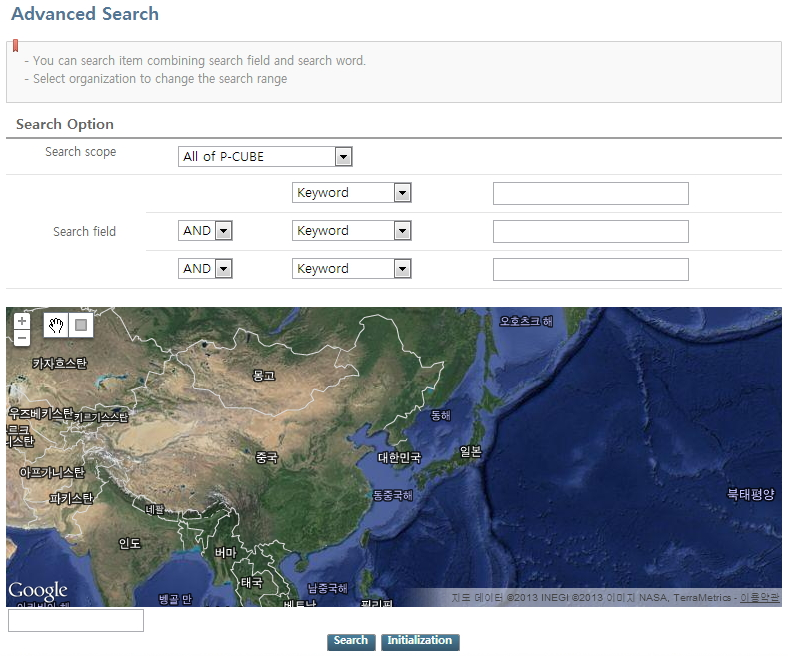 Advanced Search
- You can search item combining search field and search word.
- Select organization to change the search range
Search Option
Search scope
All of P-CUBE
Keyword
Search field
AND
Keyword
AND
Keyword
오호츠크 해
카자흐스탄
몽고
우즈베키스탄
키르기스스탄
동해
중국
대한민국
일본
아프가니스탄
파키스탄
동중국해
북태평양
네팔
인도
버마
태국
남중국해
벵골 만
베트남
필리핀
Google
지도 데이터 ©2013 INEGI ©2013 이미지 NASA, TerraMetrics - 이용약관
Search
Initialization